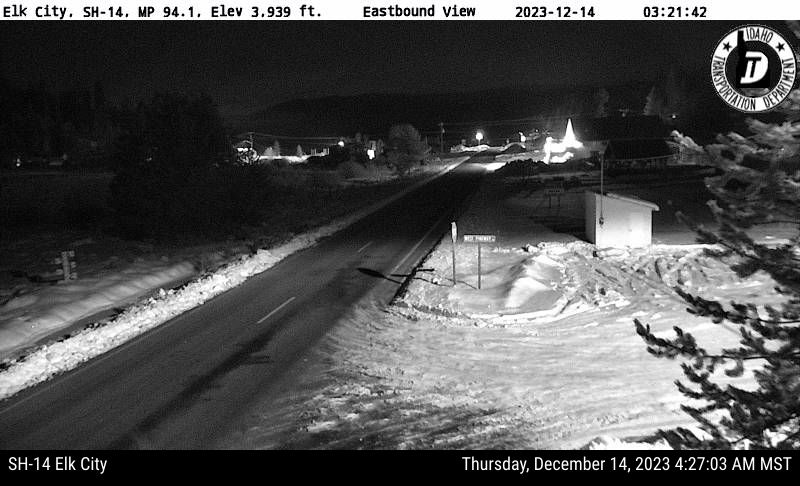 Elk City, SH-14, MP 94.1, Elev 3,939 ft. Eastbound View 2023-12-14 03:21:42
IDAHO
TRANSPORTATION DEPARTMENT
SH-14 Elk City Thursday, December 14, 2023 4:27:03 AM MST